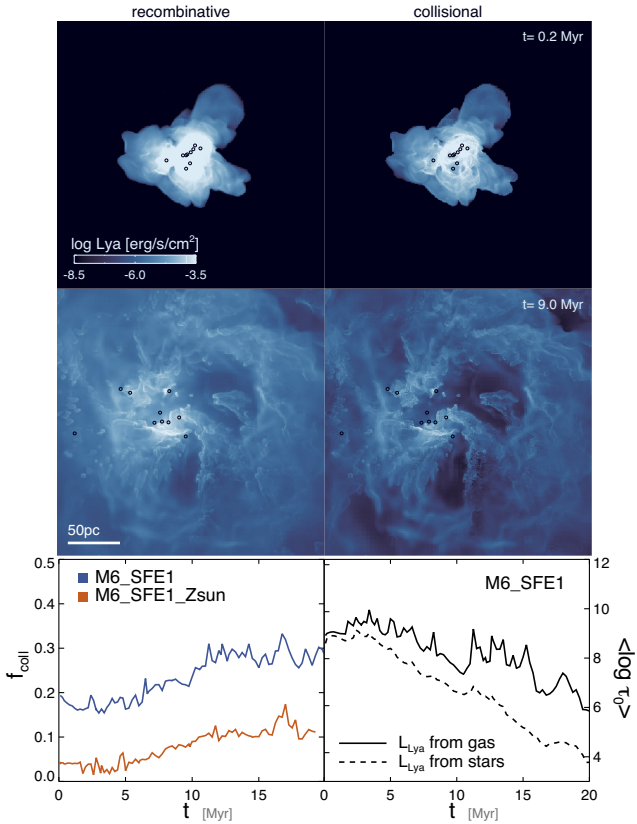 recombinative
collisional
t= 0.2 Myr
log Lya [erg/s/cm²]
-8.5 -6.0 -3.5
t= 9.0 Myr
50pc
0.5
0.4
0.3
0.2
0.1
0.0
f_coll
M6_SFE1
M6_SFE1_Zsun
0 5 10 15
t [Myr]
M6_SFE1
L_Lya from gas
L_Lya from stars
12
10
8
6
4
<log τ₀>
0 5 10 15 20
t [Myr]